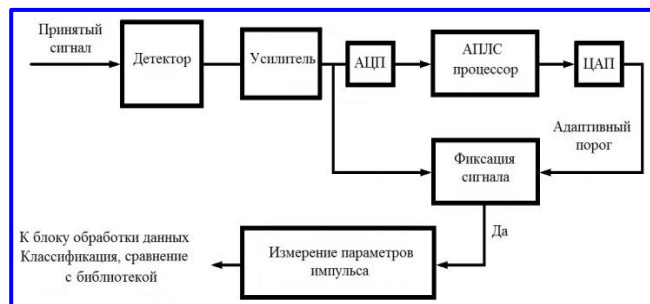 Принятый
сигнал
Детектор
Усилитель
АЦП
АПЛС
процессор
ЦАП
Адаптивный
порог
Фиксация
сигнала
Да
Измерение параметров
импульса
К блоку обработки данных
Классификация, сравнение
с библиотекой